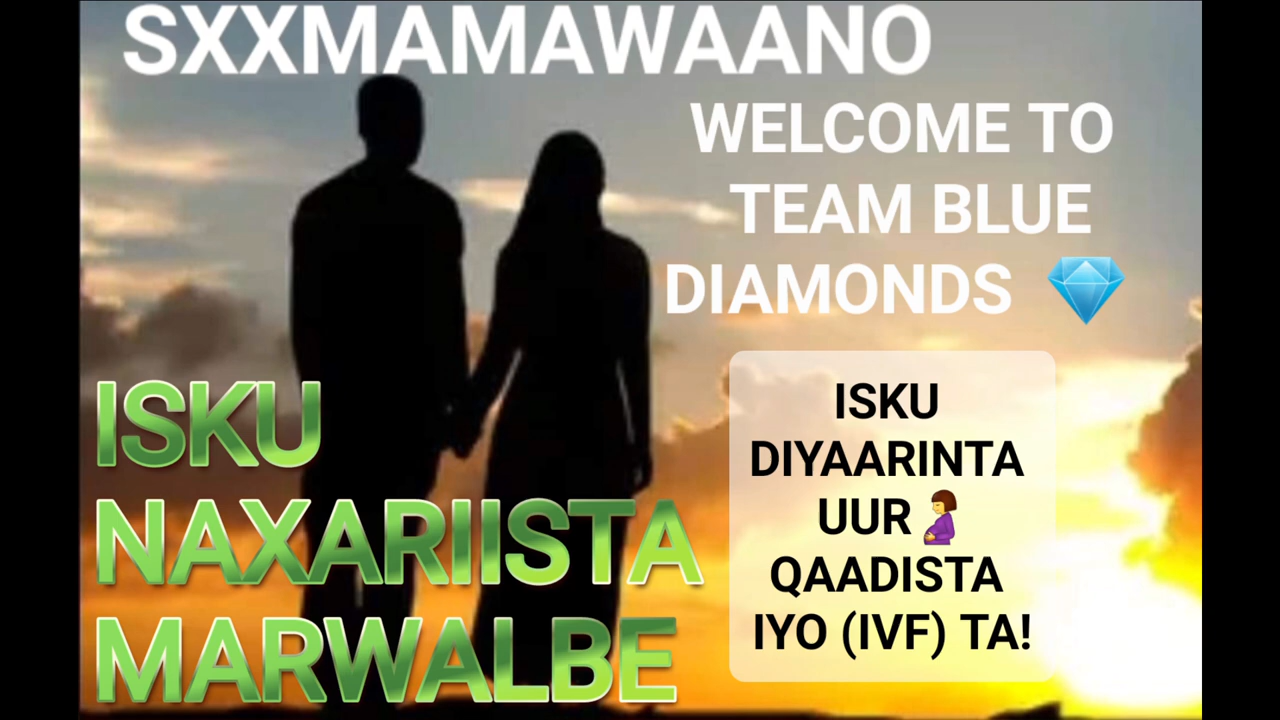 SXXMAMAWAANO
WELCOME TO
TEAM BLUE
DIAMONDS 💎
ISKU
NAXARIISTA
MARWALBE
ISKU
DIYAARINTA
UUR🤰
QAADISTA
IYO (IVF) TA!